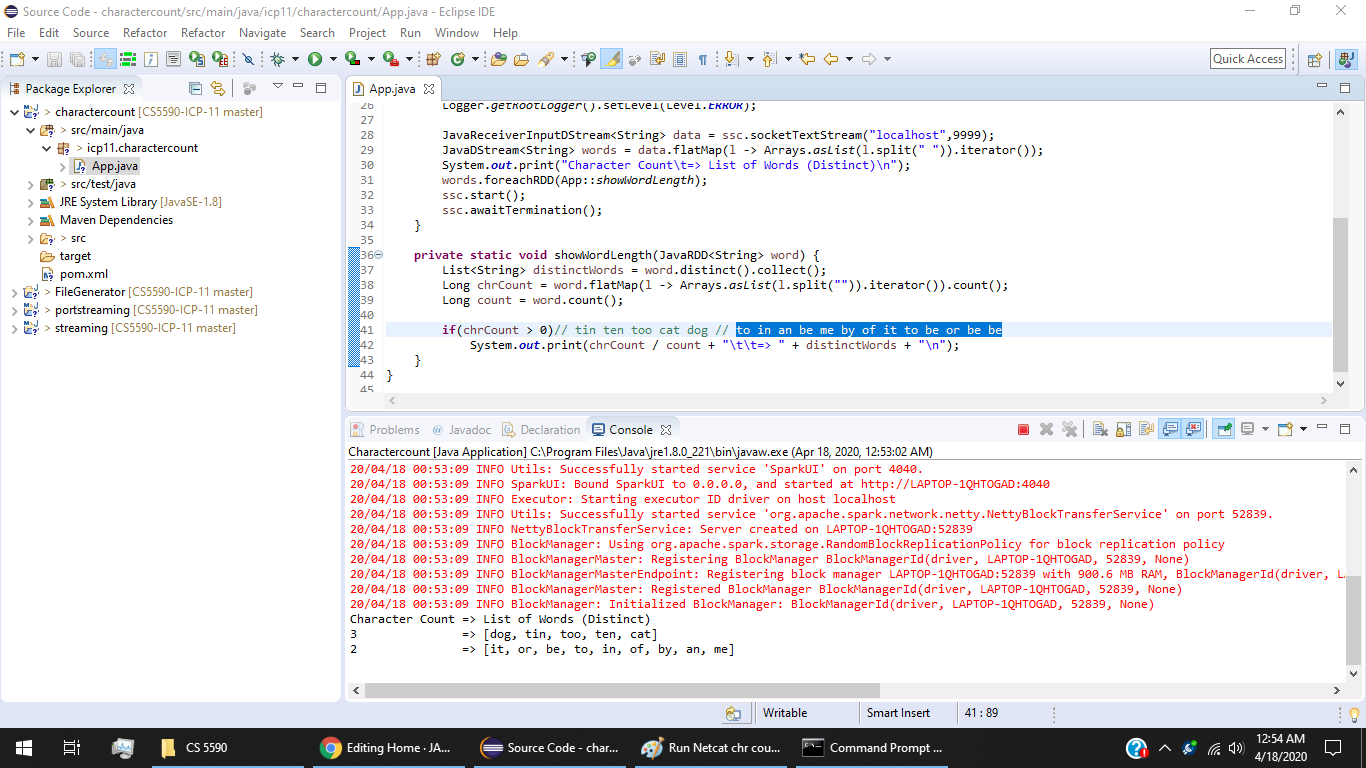 Source Code - charactercount/src/main/java/icp11/charactercount/App.java - Eclipse IDE
File Edit Source Refactor Refactor Navigate Search Project Run Window Help
Quick Access
Package Explorer
App.java
> charactercount [CS5590-ICP-11 master]
> src/main/java
> icp11.charactercount
> App.java
> src/test/java
JRE System Library [JavaSE-1.8]
Maven Dependencies
> src
target
pom.xml
> FileGenerator [CS5590-ICP-11 master]
> portstreaming [CS5590-ICP-11 master]
> streaming [CS5590-ICP-11 master]
26 Logger.getRootLogger().setLevel(Level.ERROR);
27
28 JavaReceiverInputDStream<String> data = ssc.socketTextStream("localhost",9999);
29 JavaDStream<String> words = data.flatMap(l -> Arrays.asList(l.split(" ")).iterator());
30 System.out.print("Character Count\t=> List of Words (Distinct)\n");
31 words.foreachRDD(App::showWordLength);
32 ssc.start();
33 ssc.awaitTermination();
34 }
35
36 private static void showWordLength(JavaRDD<String> word) {
37 List<String> distinctWords = word.distinct().collect();
38 Long chrCount = word.flatMap(l -> Arrays.asList(l.split("")).iterator()).count();
39 Long count = word.count();
40
41 if(chrCount > 0)// tin ten too cat dog // to in an be me by of it to be or be be
42 System.out.print(chrCount / count + "\t\t=> " + distinctWords + "\n");
43 }
44 }
45
Problems @ Javadoc Declaration Console
Charactercount [Java Application] C:\Program Files\Java\jre1.8.0_221\bin\javaw.exe (Apr 18, 2020, 12:53:02 AM)
20/04/18 00:53:09 INFO Utils: Successfully started service 'SparkUI' on port 4040.
20/04/18 00:53:09 INFO SparkUI: Bound SparkUI to 0.0.0.0, and started at http://LAPTOP-1QHTOGAD:4040
20/04/18 00:53:09 INFO Executor: Starting executor ID driver on host localhost
20/04/18 00:53:09 INFO Utils: Successfully started service 'org.apache.spark.network.netty.NettyBlockTransferService' on port 52839.
20/04/18 00:53:09 INFO NettyBlockTransferService: Server created on LAPTOP-1QHTOGAD:52839
20/04/18 00:53:09 INFO BlockManager: Using org.apache.spark.storage.RandomBlockReplicationPolicy for block replication policy
20/04/18 00:53:09 INFO BlockManagerMaster: Registering BlockManager BlockManagerId(driver, LAPTOP-1QHTOGAD, 52839, None)
20/04/18 00:53:09 INFO BlockManagerMasterEndpoint: Registering block manager LAPTOP-1QHTOGAD:52839 with 900.6 MB RAM, BlockManagerId(driver, L
20/04/18 00:53:09 INFO BlockManagerMaster: Registered BlockManager BlockManagerId(driver, LAPTOP-1QHTOGAD, 52839, None)
20/04/18 00:53:09 INFO BlockManager: Initialized BlockManager: BlockManagerId(driver, LAPTOP-1QHTOGAD, 52839, None)
Character Count => List of Words (Distinct)
3 => [dog, tin, too, ten, cat]
2 => [it, or, be, to, in, of, by, an, me]
Writable Smart Insert 41 : 89
CS 5590 Editing Home · JA... Source Code - char... Run Netcat chr cou... Command Prompt ... 12:54 AM
4/18/2020